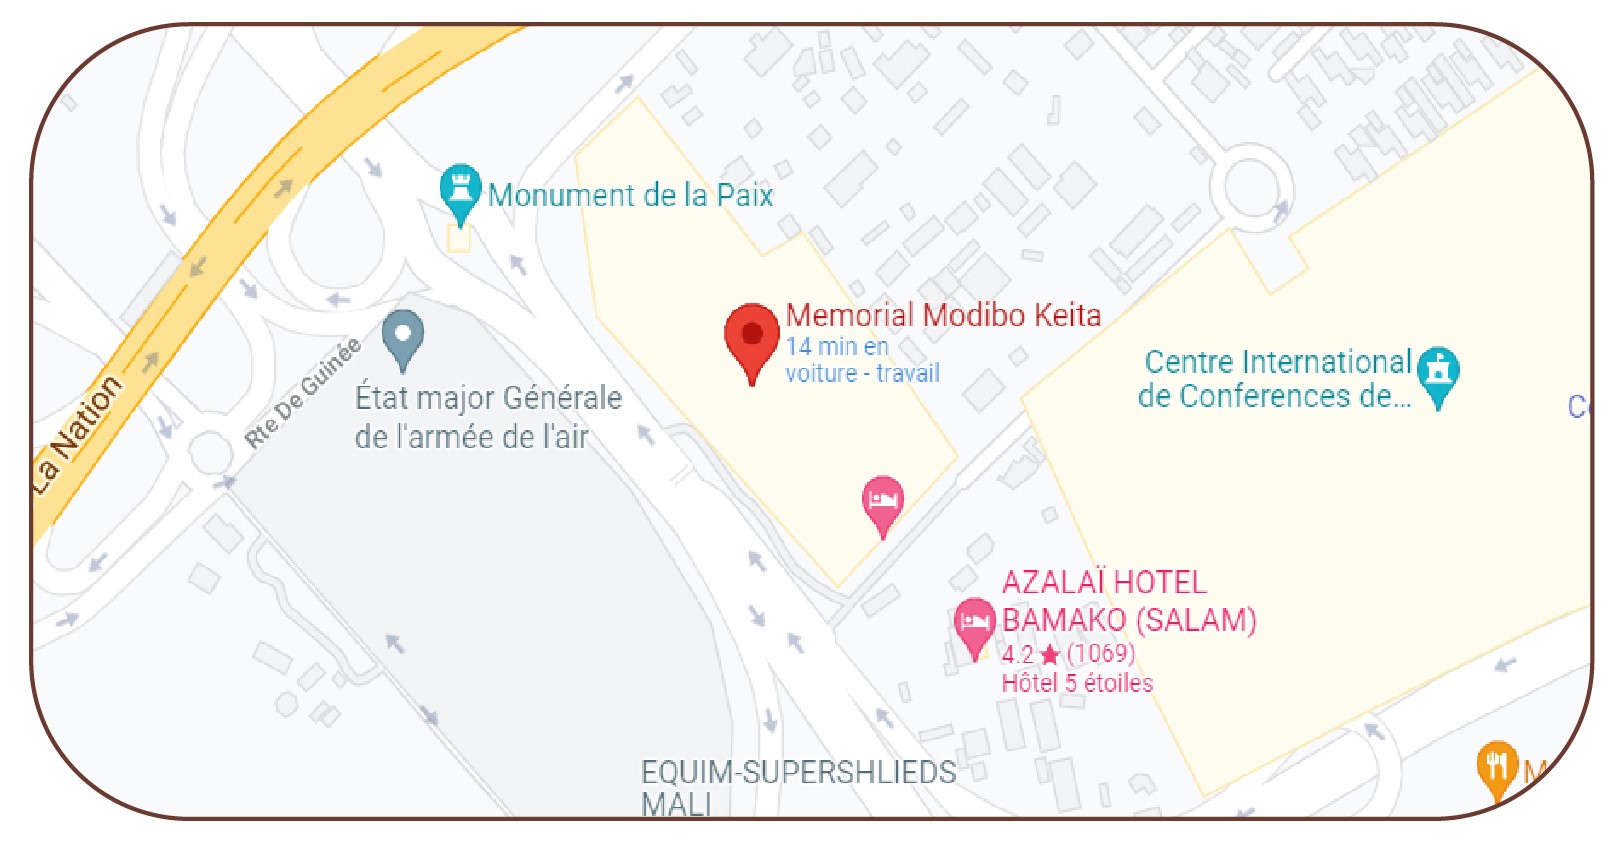 Monument de la Paix
Memorial Modibo Keita
14 min en
voiture - travail
Centre International
de Conferences de...
Rte De Guinée
État major Générale
de l'armée de l'air
La Nation
AZALAÏ HOTEL
BAMAKO (SALAM)
4.2 ★ (1069)
Hôtel 5 étoiles
EQUIM-SUPERSHLIEDS
MALI